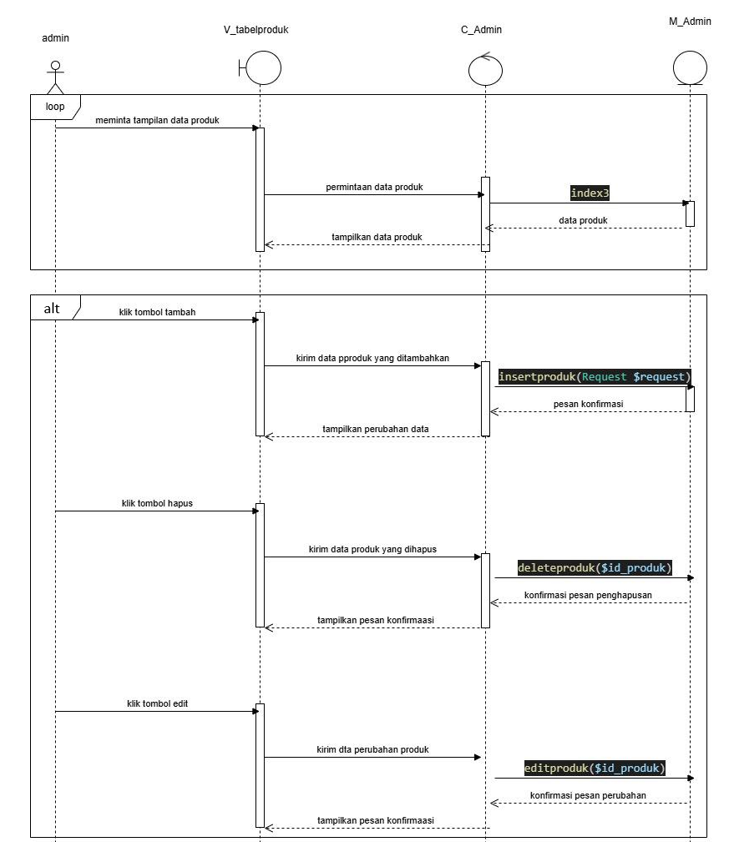 admin
V_tabelproduk
C_Admin
M_Admin
loop
meminta tampilan data produk
permintaan data produk
index3
data produk
tampilkan data produk
alt
klik tombol tambah
kirim data pproduk yang ditambahkan
insertproduk(Request $request)
pesan konfirmasi
tampilkan perubahan data
klik tombol hapus
kirim data produk yang dihapus
deleteproduk($id_produk)
konfirmasi pesan penghapusan
tampilkan pesan konfirmaasi
klik tombol edit
kirim dta perubahan produk
editproduk($id_produk)
konfirmasi pesan perubahan
tampilkan pesan konfirmaasi